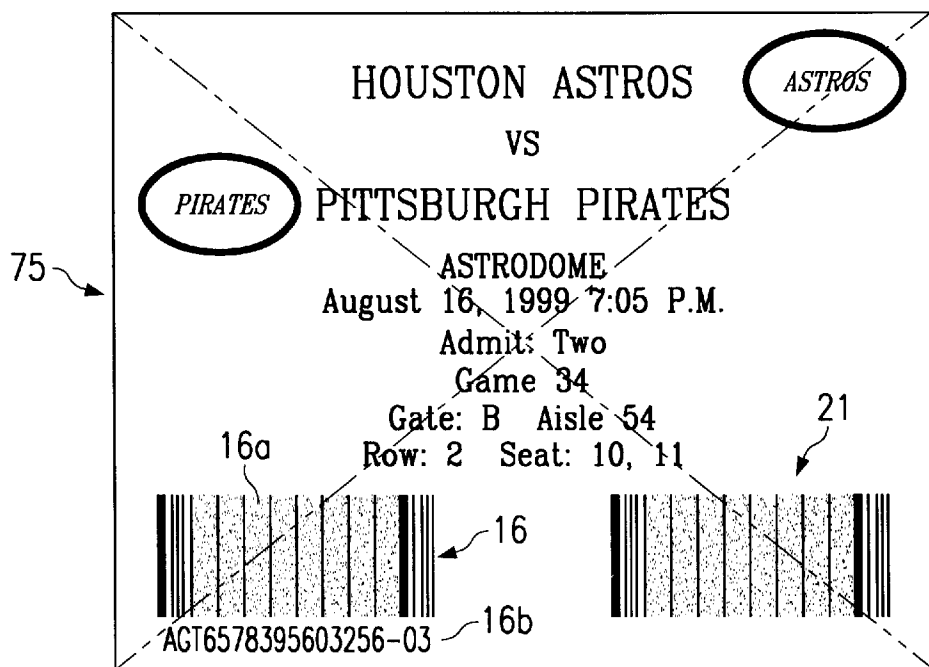 HOUSTON ASTROS
ASTROS
VS
PIRATES
PITTSBURGH PIRATES
75
ASTRODOME
August 16, 1999 7:05 P.M.
Admit: Two
Game 34
Gate: B Aisle 54
Row: 2 Seat: 10, 11
16a
21
16
AGT6578395603256-03
16b